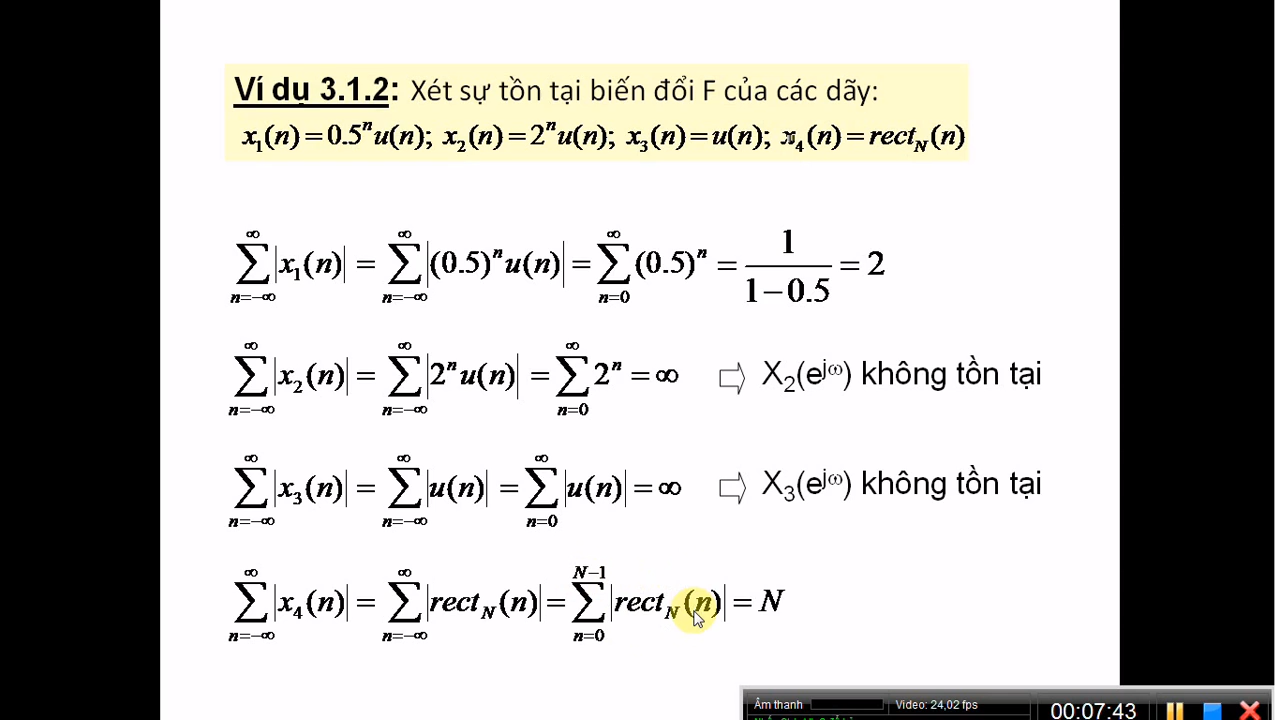 Ví dụ 3.1.2: Xét sự tồn tại biến đổi F của các dãy:
x₁(n) = 0.5ⁿu(n); x₂(n) = 2ⁿu(n); x₃(n) = u(n); x₄(n) = rect_N(n)
∑_{n=-∞}^{∞} |x₁(n)| = ∑_{n=-∞}^{∞} |(0.5)ⁿu(n)| = ∑_{n=0}^{∞} (0.5)ⁿ = 1/(1-0.5) = 2
∑_{n=-∞}^{∞} |x₂(n)| = ∑_{n=-∞}^{∞} |2ⁿu(n)| = ∑_{n=0}^{∞} 2ⁿ = ∞ ⇨ X₂(e^{jω}) không tồn tại
∑_{n=-∞}^{∞} |x₃(n)| = ∑_{n=-∞}^{∞} |u(n)| = ∑_{n=0}^{∞} |u(n)| = ∞ ⇨ X₃(e^{jω}) không tồn tại
∑_{n=-∞}^{∞} |x₄(n)| = ∑_{n=-∞}^{∞} |rect_N(n)| = ∑_{n=0}^{N-1} |rect_N(n)| = N
Âm thanh Video: 24,02 fps 00:07:43